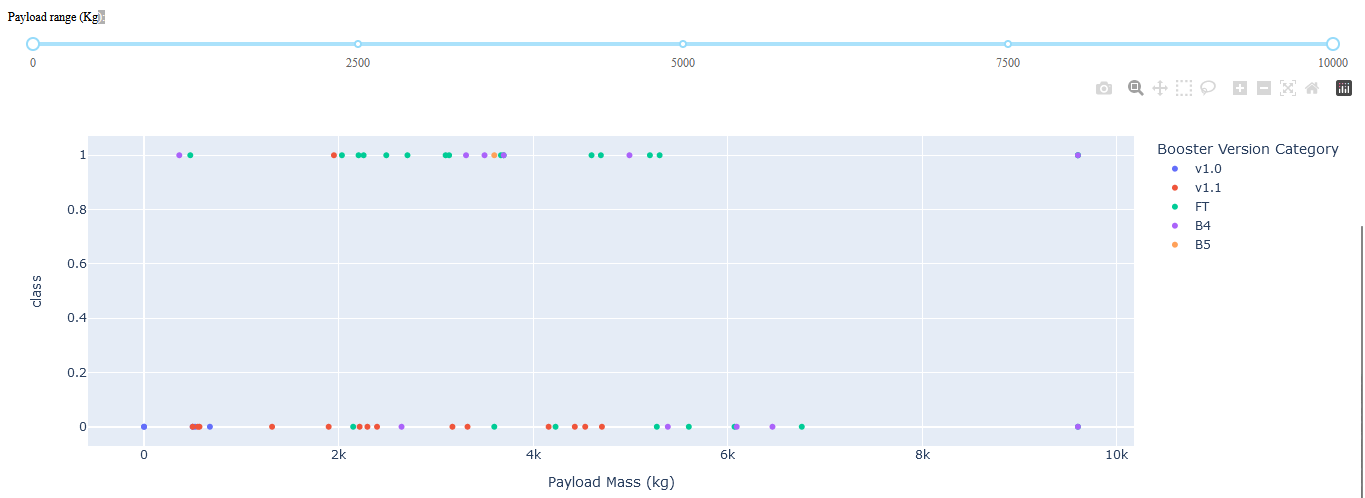 Payload range (Kg):
0 2500 5000 7500 10000
Booster Version Category
v1.0
v1.1
FT
B4
B5
class
1
0.8
0.6
0.4
0.2
0
0 2k 4k 6k 8k 10k
Payload Mass (kg)